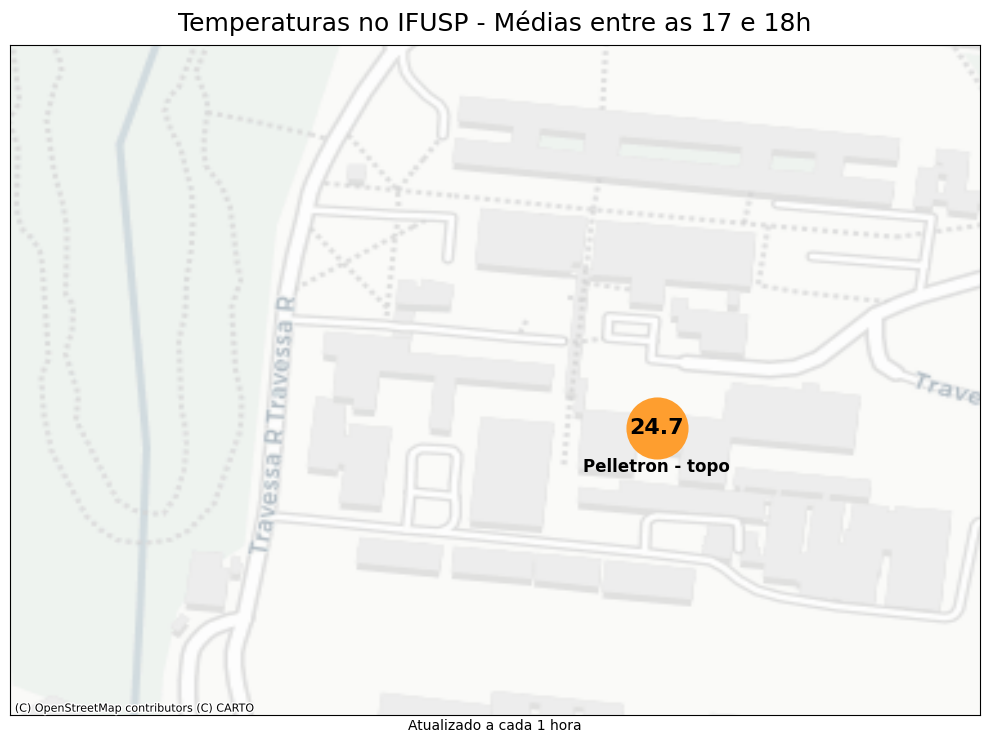 Temperaturas no IFUSP - Médias entre as 17 e 18h
Travessa R Travessa R
Trave
24.7
Pelletron - topo
(C) OpenStreetMap contributors (C) CARTO
Atualizado a cada 1 hora